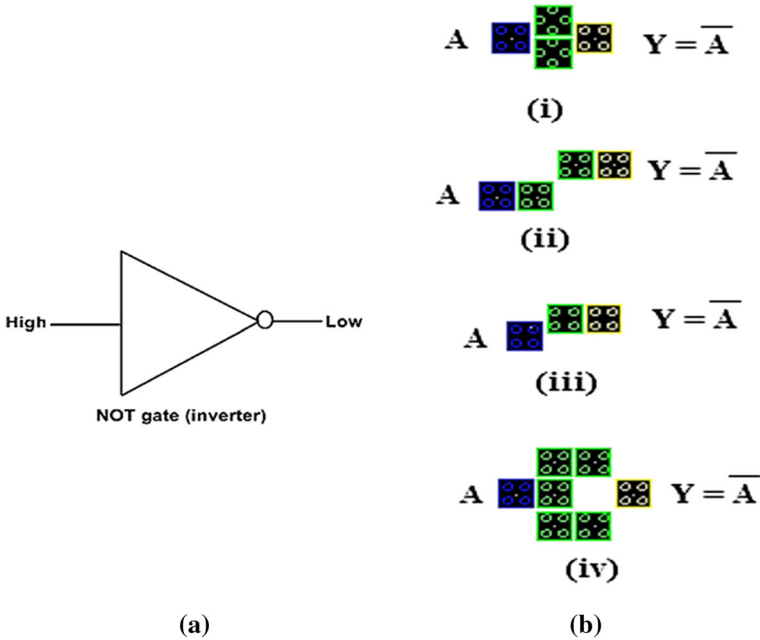 High
Low
NOT gate (inverter)
(a)
A Y = A̅
(i)
A Y = A̅
(ii)
A Y = A̅
(iii)
A Y = A̅
(iv)
(b)